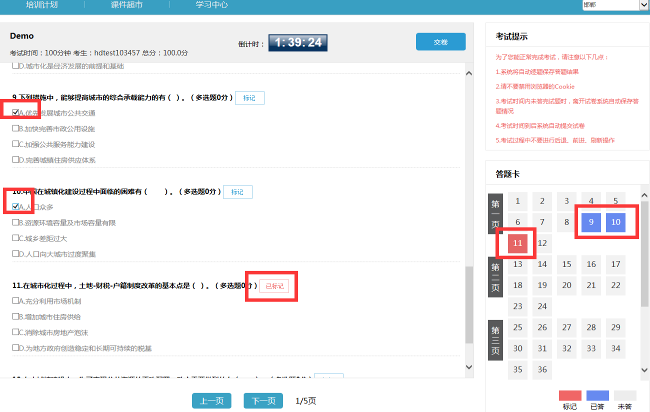 培训计划 课件超市 学习中心
邯郸
Demo
考试时间：100分钟 考生：hdtest103457 总分：100.0分
倒计时： 1:39:24
交卷
D.城市化是经济发展的
9.下列措施中，能够提高城市的综合承载能力的有（ ）。（多选题0分） 标记
A.优先发展城市公共交通
B.加快完善市政公用设施
C.加强公共服务能力建设
D.完善城镇住房供应体系
10.中国在城镇化建设过程中面临的困难有（ ）。（多选题0分） 标记
A.人口众多
B.资源环境容量及市场容量有限
C.城乡差距过大
D.人口向大城市过度聚集
11.在城市化过程中，土地-财税-户籍制度改革的基本点是（ ）。（多选题0分） 已标记
A.充分利用市场机制
B.增加城市住房供给
C.消除城市房地产泡沫
D.为地方政府创造稳定和长期可持续的税基
上一页 下一页 1/5页
考试提示
为了您能正常完成考试，请注意以下几点：
1.系统将自动逐题保存答题结果
2.请不要禁用浏览器的Cookie
3.考试时间内未答完试题时，离开试卷系统自动保存答
题情况
4.考试时间到后系统自动提交试卷
5.考试过程中不要进行后退、前进、刷新操作
答题卡
第一页
1 2 3 4 5
6 7 8 9 10
11 12
第二页
13 14 15 16 17
18 19 20 21 22
23 24
第三页
25 26 27 28 29
30 31 32 33 34
35 36
标记 已答 未答